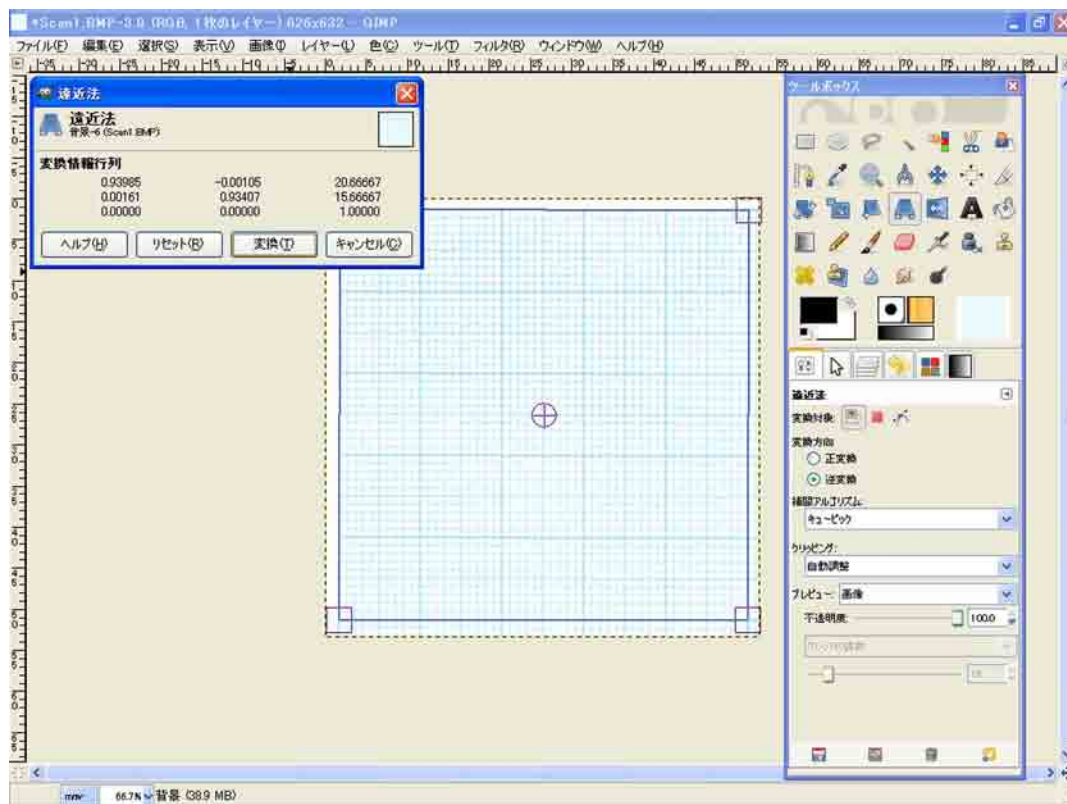 *Scan1.BMP-3.0 (RGB, 1枚のレイヤー) 626x632 – GIMP
ファイル(F) 編集(E) 選択(S) 表示(V) 画像(I) レイヤー(L) 色(C) ツール(T) フィルタ(R) ウィンドウ(W) ヘルプ(H)
遠近法
遠近法
背景-6 (Scan1.BMP)
変換情報行列
0.93985 -0.00105 20.66667
0.00161 0.93407 15.66667
0.00000 0.00000 1.00000
ヘルプ(H) リセット(R) 変換(T) キャンセル(C)
ツールボックス
遠近法
変換対象:
変換方向
正変換
逆変換
補間アルゴリズム:
キュービック
クリッピング:
自動調整
プレビュー: 画像
不透明度: 100.0
mm 66.7% 背景 (38.9 MB)